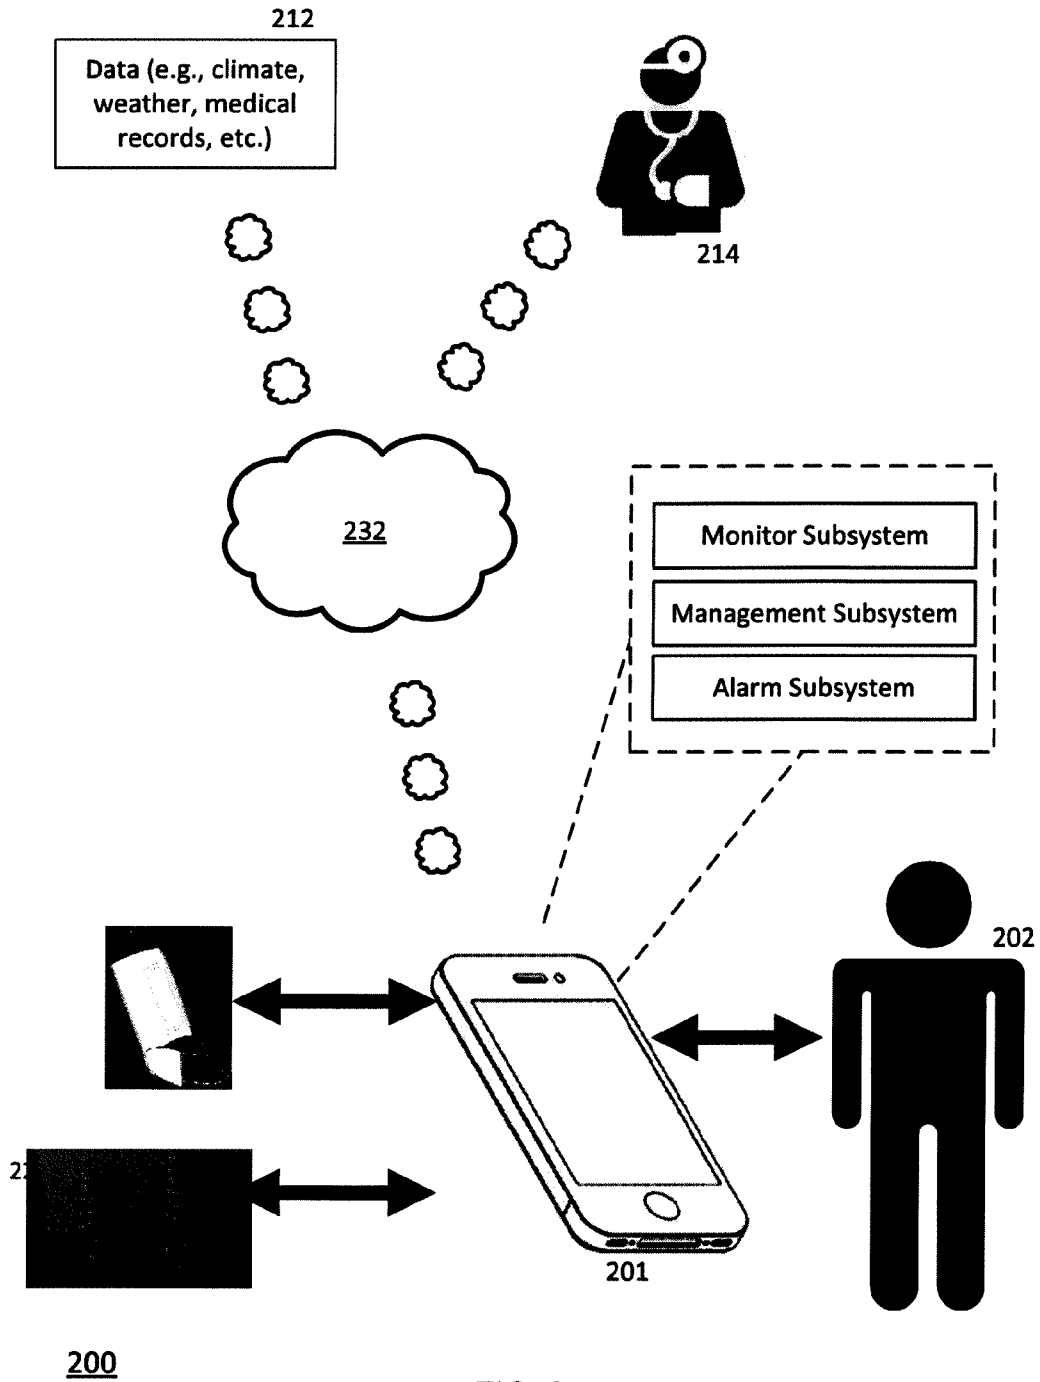 212
Data (e.g., climate,
weather, medical
records, etc.)
214
232
Monitor Subsystem
Management Subsystem
Alarm Subsystem
202
201
200